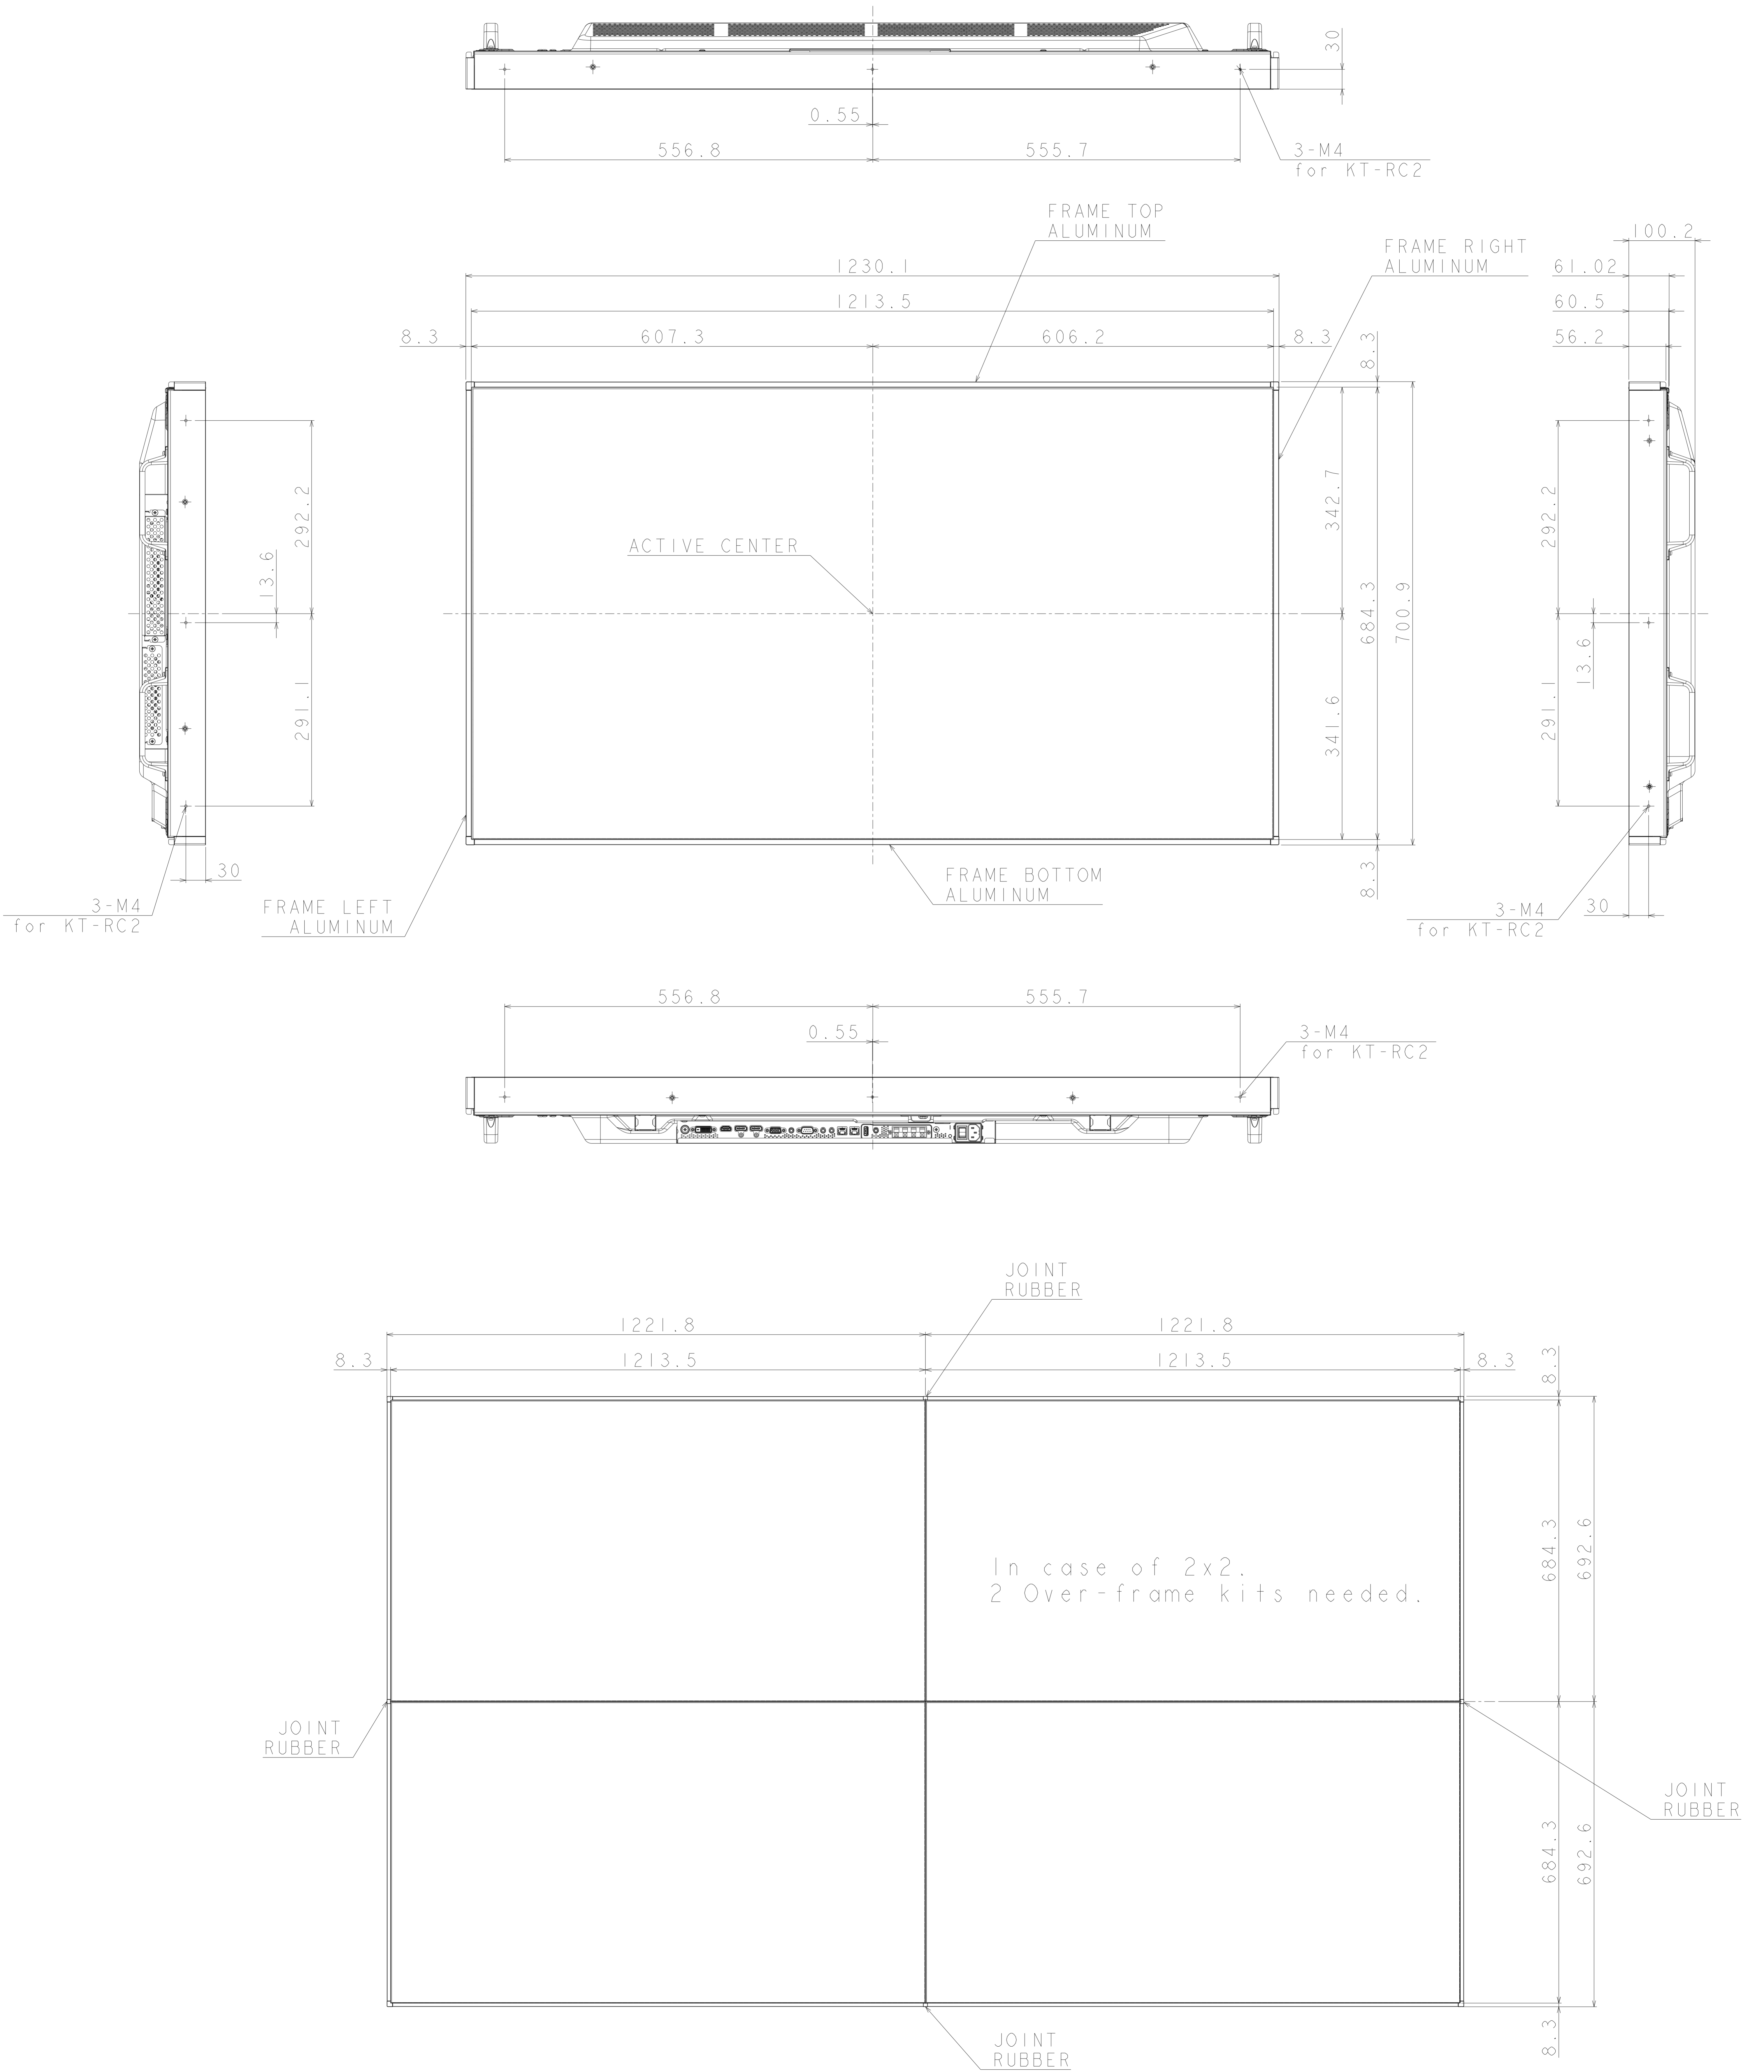 30
0.55
556.8
555.7
3-M4
for KT-RC2
FRAME TOP
ALUMINUM
FRAME RIGHT
ALUMINUM
100.2
1230.1
61.02
1213.5
60.5
8.3
607.3
606.2
8.3
8.3
56.2
292.2
13.6
291.1
ACTIVE CENTER
342.7
684.3
700.9
341.6
292.2
13.6
291.1
30
3-M4
for KT-RC2
FRAME LEFT
ALUMINUM
FRAME BOTTOM
ALUMINUM
8.3
30
3-M4
for KT-RC2
556.8
555.7
0.55
3-M4
for KT-RC2
JOINT
RUBBER
1221.8
1221.8
8.3
1213.5
1213.5
8.3
8.3
684.3
692.6
In case of 2x2.
2 Over-frame kits needed.
JOINT
RUBBER
JOINT
RUBBER
684.3
692.6
8.3
JOINT
RUBBER